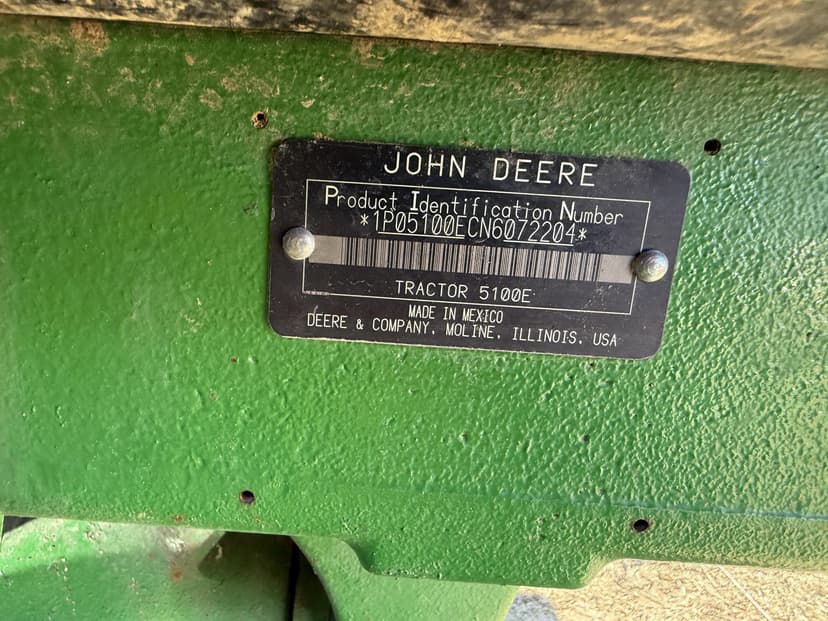 JOHN DEERE
Product Identification Number
*1P05100ECN6072204*
TRACTOR 5100E
MADE IN MEXICO
DEERE & COMPANY, MOLINE, ILLINOIS, USA